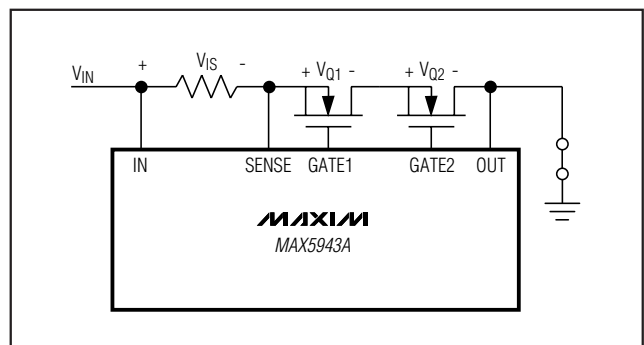 + V_IS - + V_Q1 - + V_Q2 -
V_IN
IN SENSE GATE1 GATE2 OUT
MAXIM
MAX5943A